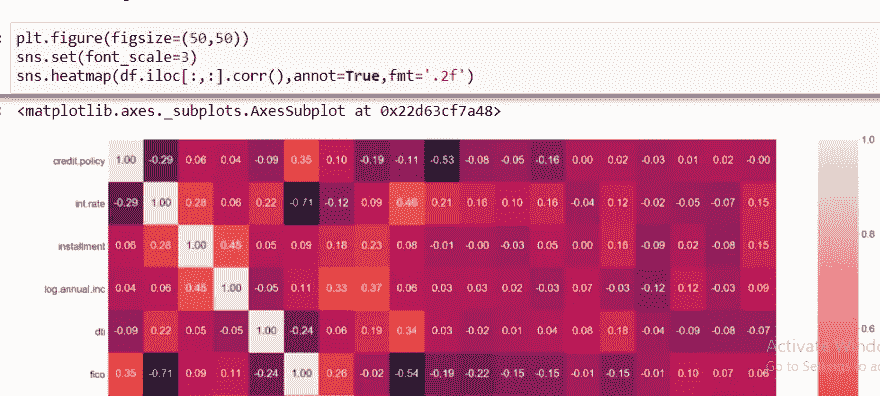 plt.figure(figsize=(50,50))
sns.set(font_scale=3)
sns.heatmap(df.iloc[:,:].corr(),annot=True,fmt='.2f')
<matplotlib.axes._subplots.AxesSubplot at 0x22d63cf7a48>
credit.policy 1.00 -0.29 0.06 0.04 -0.09 0.35 0.10 -0.19 -0.11 -0.53 -0.08 -0.05 -0.16 0.00 0.02 -0.03 0.01 0.02 -0.00 1.0
int.rate -0.29 1.00 0.28 0.06 0.22 -0.71 -0.12 0.09 0.46 0.21 0.16 0.10 0.16 -0.04 0.12 -0.02 -0.05 -0.07 0.15
installment 0.06 0.28 1.00 0.45 0.05 0.09 0.18 0.23 0.08 -0.01 -0.00 -0.03 0.05 0.00 0.16 -0.09 0.02 -0.08 0.15 0.8
log.annual.inc 0.04 0.06 0.45 1.00 -0.05 0.11 0.33 0.37 0.06 0.03 0.03 0.02 -0.03 0.07 -0.03 -0.12 0.12 -0.03 0.09
dti -0.09 0.22 0.05 -0.05 1.00 -0.24 0.06 0.19 0.34 0.03 -0.02 0.01 0.04 0.08 0.18 -0.04 -0.09 -0.08 -0.07 0.6
Activate Windo
fico 0.35 -0.71 0.09 0.11 -0.24 1.00 0.26 -0.02 -0.54 -0.19 -0.22 -0.15 -0.15 -0.01 -0.15 -0.01 0.10 0.07 0.06
Go to Settings to ac